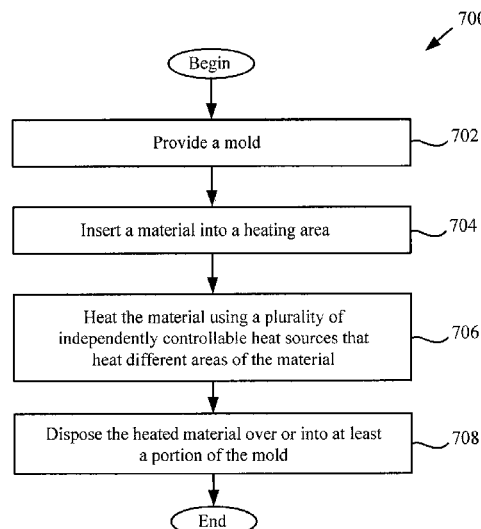 700
Begin
Provide a mold
702
Insert a material into a heating area
704
Heat the material using a plurality of
independently controllable heat sources that
heat different areas of the material
706
Dispose the heated material over or into at least
a portion of the mold
708
End